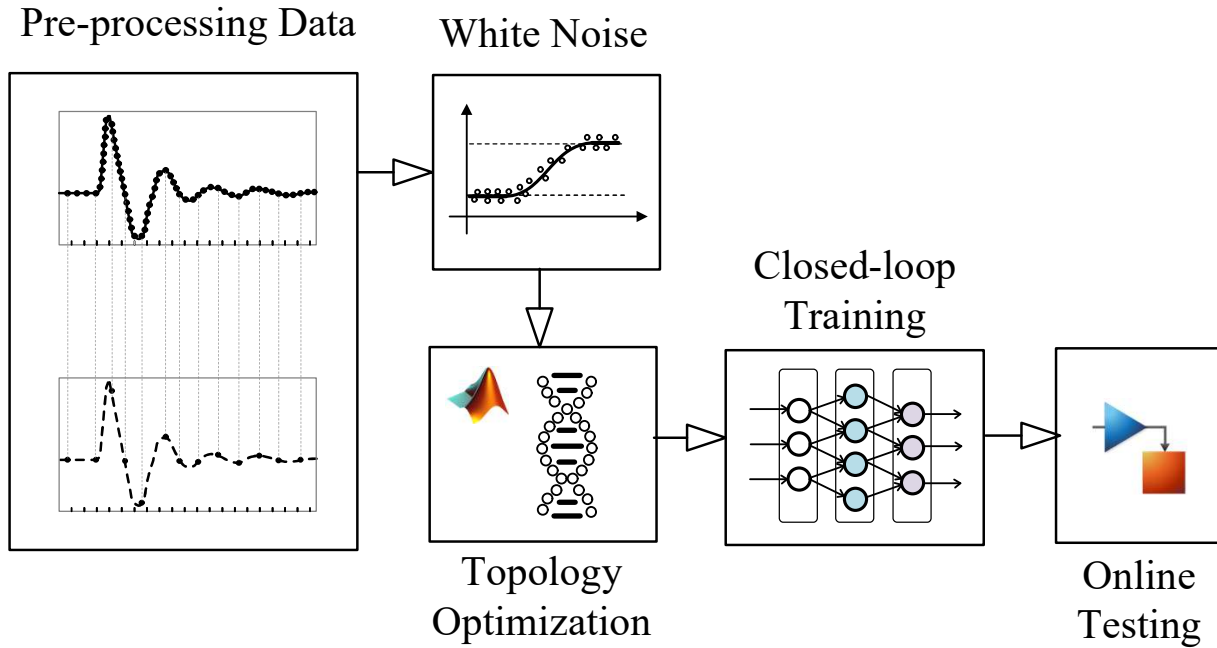 Pre-processing Data
White Noise
Closed-loop
Training
Topology
Optimization
Online
Testing